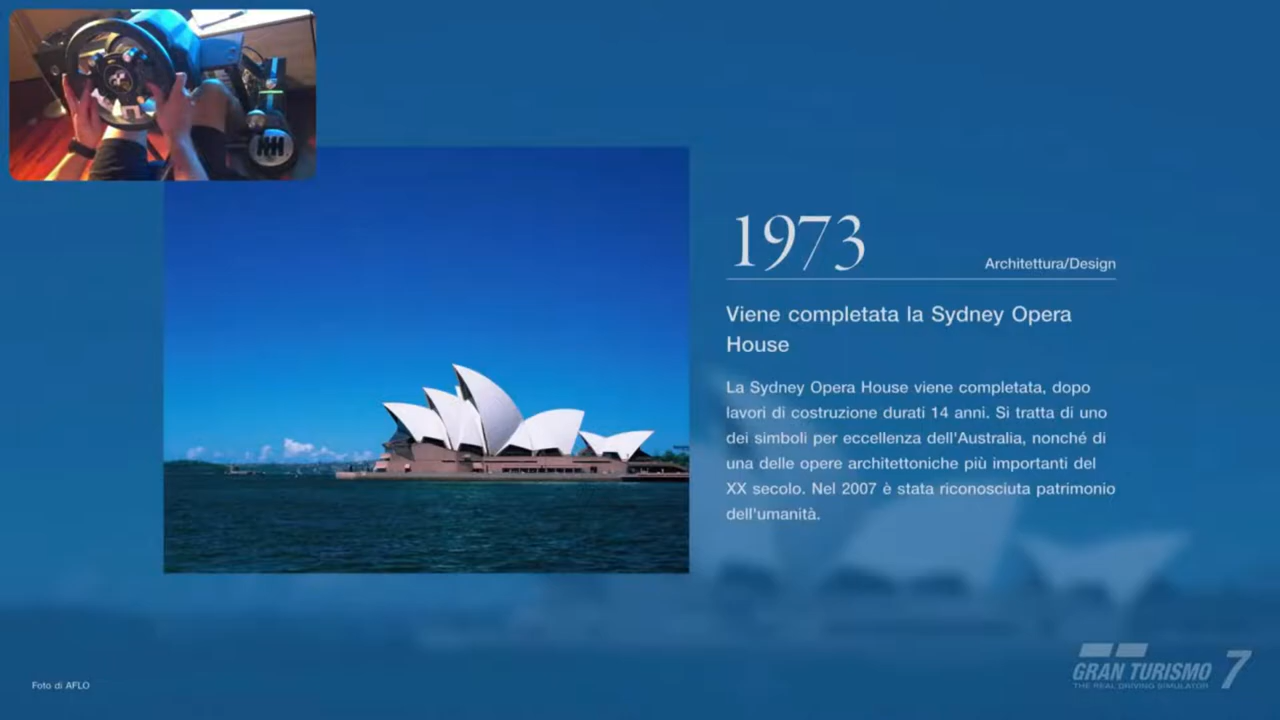 1973
Architettura/Design
Viene completata la Sydney Opera
House
La Sydney Opera House viene completata, dopo
lavori di costruzione durati 14 anni. Si tratta di uno
dei simboli per eccellenza dell'Australia, nonché di
una delle opere architettoniche più importanti del
XX secolo. Nel 2007 è stata riconosciuta patrimonio
dell'umanità.
Foto di AFLO
GRAN TURISMO 7
THE REAL DRIVING SIMULATOR